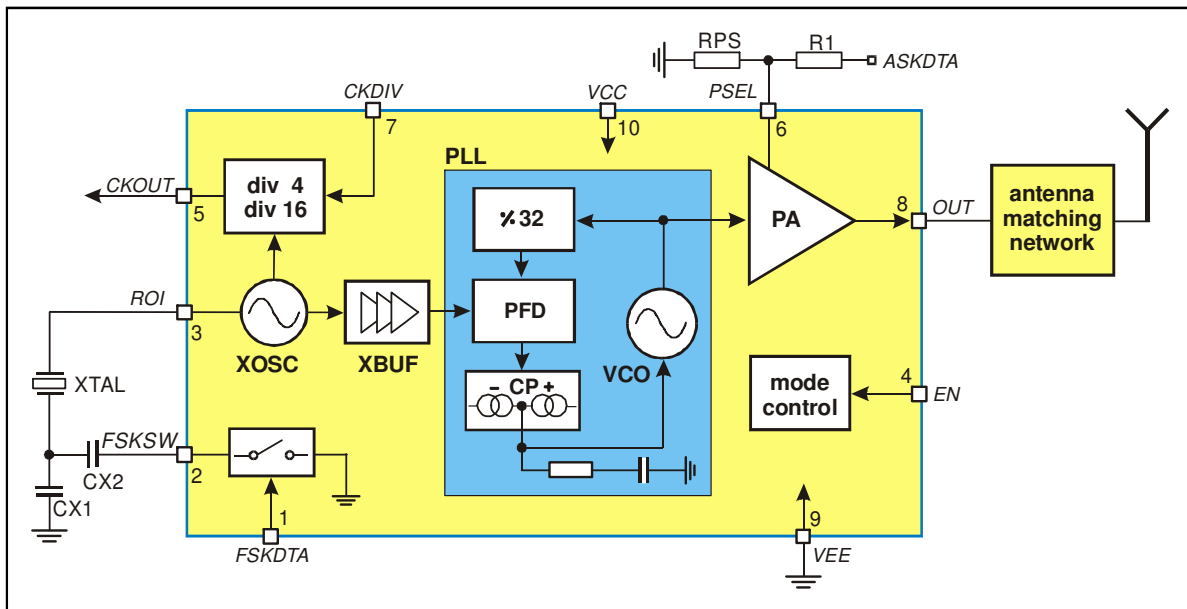 RPS
R1
ASKDTA
CKDIV
7
VCC
10
PSEL
6
PLL
CKOUT
5
div 4
div 16
÷ 32
PA
8
OUT
antenna
matching
network
ROI
3
XOSC
XBUF
PFD
VCO
XTAL
- CP +
mode
control
4
EN
FSKSW
2
CX2
CX1
1
FSKDTA
9
VEE